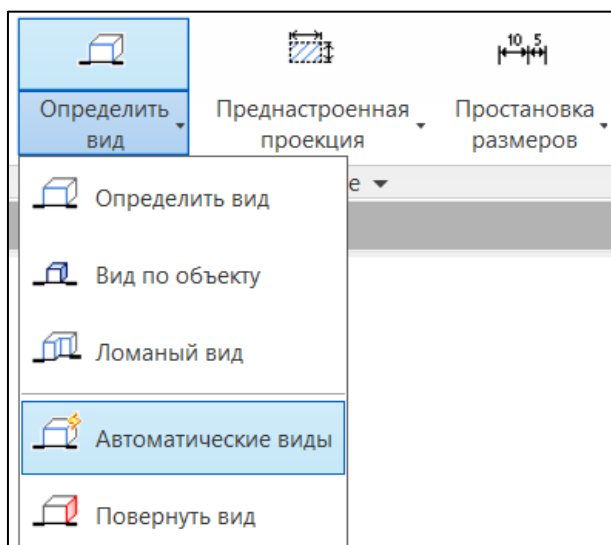 10 5
Определить Преднастроенная Простановка
вид проекция размеров
е
Определить вид
Вид по объекту
Ломаный вид
Автоматические виды
Повернуть вид